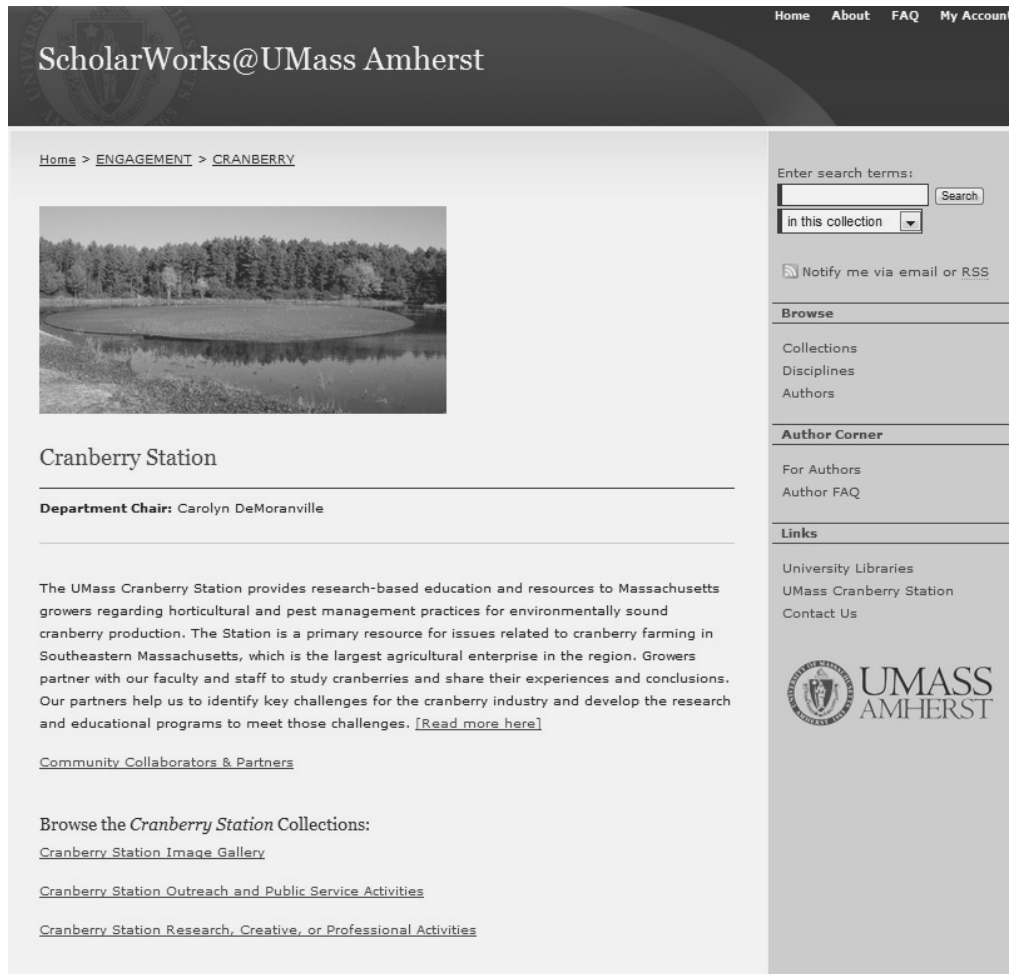 Home About FAQ My Account
ScholarWorks@UMass Amherst
Home > ENGAGEMENT > CRANBERRY
Cranberry Station
Department Chair: Carolyn DeMoranville
The UMass Cranberry Station provides research-based education and resources to Massachusetts
growers regarding horticultural and pest management practices for environmentally sound
cranberry production. The Station is a primary resource for issues related to cranberry farming in
Southeastern Massachusetts, which is the largest agricultural enterprise in the region. Growers
partner with our faculty and staff to study cranberries and share their experiences and conclusions.
Our partners help us to identify key challenges for the cranberry industry and develop the research
and educational programs to meet those challenges. [Read more here]
Community Collaborators & Partners
Browse the Cranberry Station Collections:
Cranberry Station Image Gallery
Cranberry Station Outreach and Public Service Activities
Cranberry Station Research, Creative, or Professional Activities
Enter search terms:
Search
in this collection
Notify me via email or RSS
Browse
Collections
Disciplines
Authors
Author Corner
For Authors
Author FAQ
Links
University Libraries
UMass Cranberry Station
Contact Us
UMASS
AMHERST